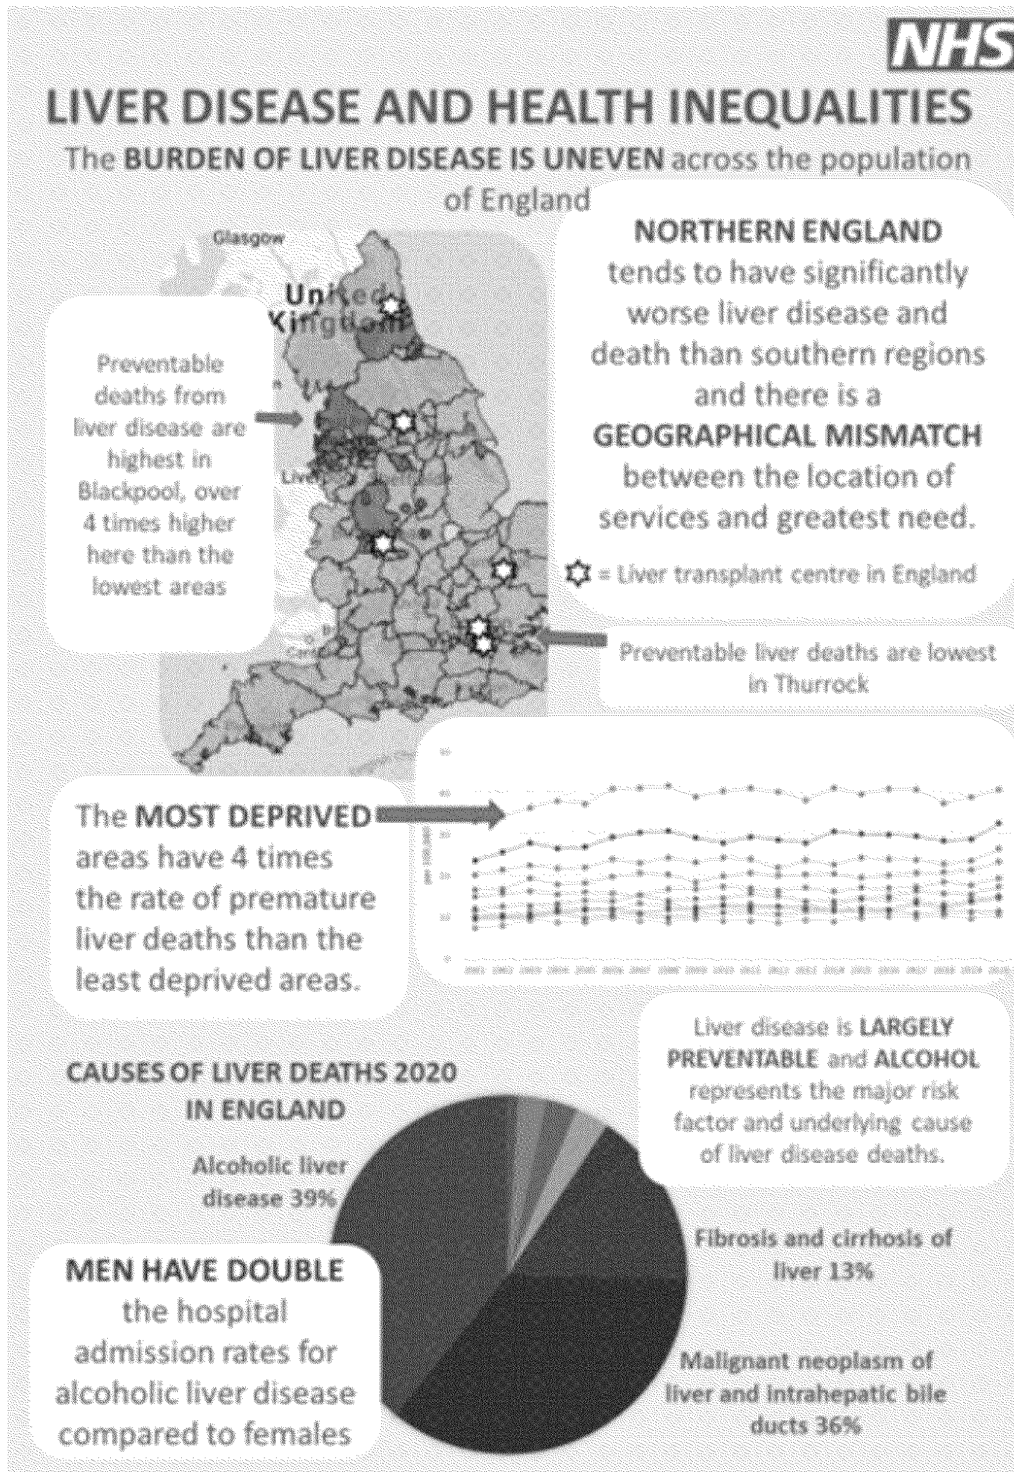 NHS
LIVER DISEASE AND HEALTH INEQUALITIES
The BURDEN OF LIVER DISEASE IS UNEVEN across the population
of England
Glasgow
United
Kingdom
NORTHERN ENGLAND
tends to have significantly
worse liver disease and
death than southern regions
and there is a
GEOGRAPHICAL MISMATCH
between the location of
services and greatest need.
= Liver transplant centre in England
Preventable
deaths from
liver disease are
highest in
Blackpool, over
4 times higher
here than the
lowest areas
Preventable liver deaths are lowest
in Thurrock
The MOST DEPRIVED
areas have 4 times
the rate of premature
liver deaths than the
least deprived areas.
Liver disease is LARGELY
PREVENTABLE and ALCOHOL
represents the major risk
factor and underlying cause
of liver disease deaths.
CAUSES OF LIVER DEATHS 2020
IN ENGLAND
Alcoholic liver
disease 39%
MEN HAVE DOUBLE
the hospital
admission rates for
alcoholic liver disease
compared to females
Fibrosis and cirrhosis of
liver 13%
Malignant neoplasm of
liver and intrahepatic bile
ducts 36%